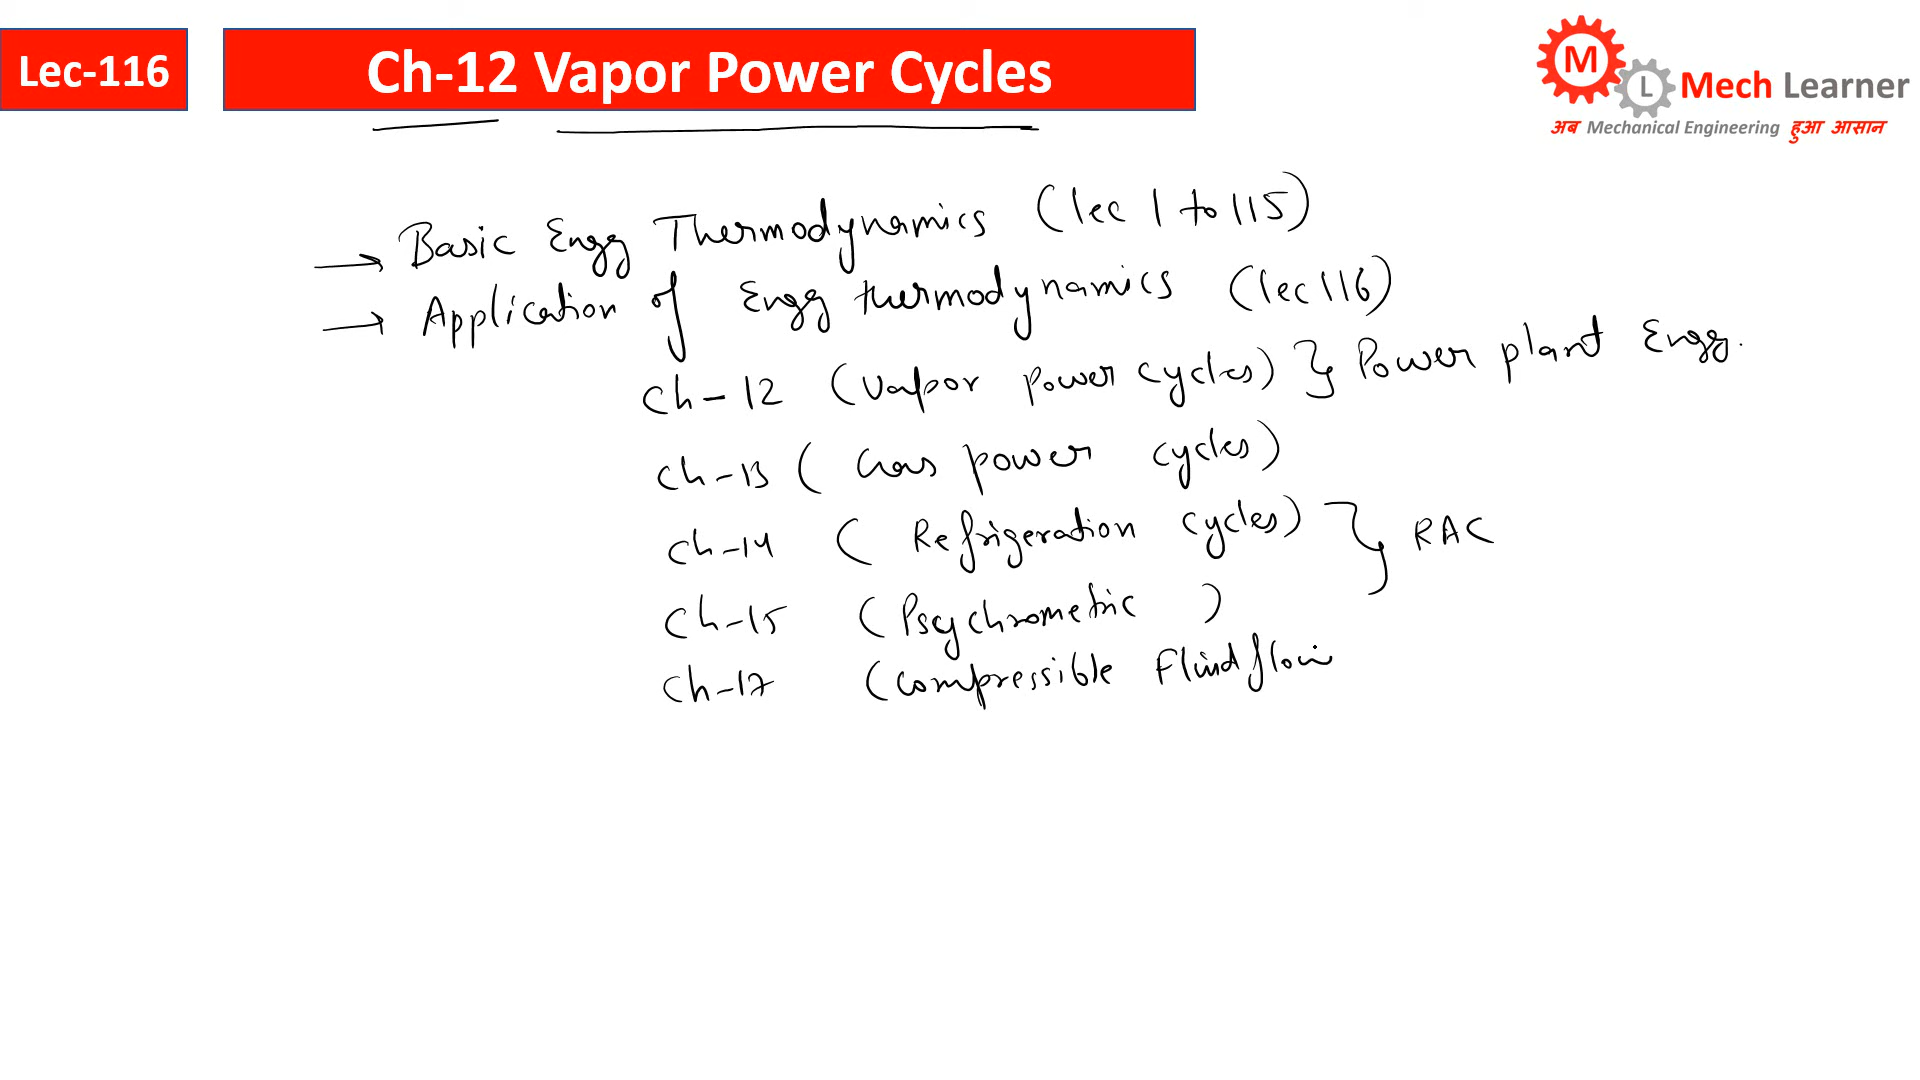 Lec-116
Ch-12 Vapor Power Cycles
M L Mech Learner
अब Mechanical Engineering हुआ आसान
→ Basic Engg Thermodynamics (lec 1 to 115)
→ Application of Engg thermodynamics (lec 116)
Ch-12 (Vapor power cycles) } Power plant Engg.
Ch-13 (Gas power cycles)
Ch-14 (Refrigeration cycles) } RAC
Ch-15 (Psychrometric )
Ch-17 (Compressible Fluid flow